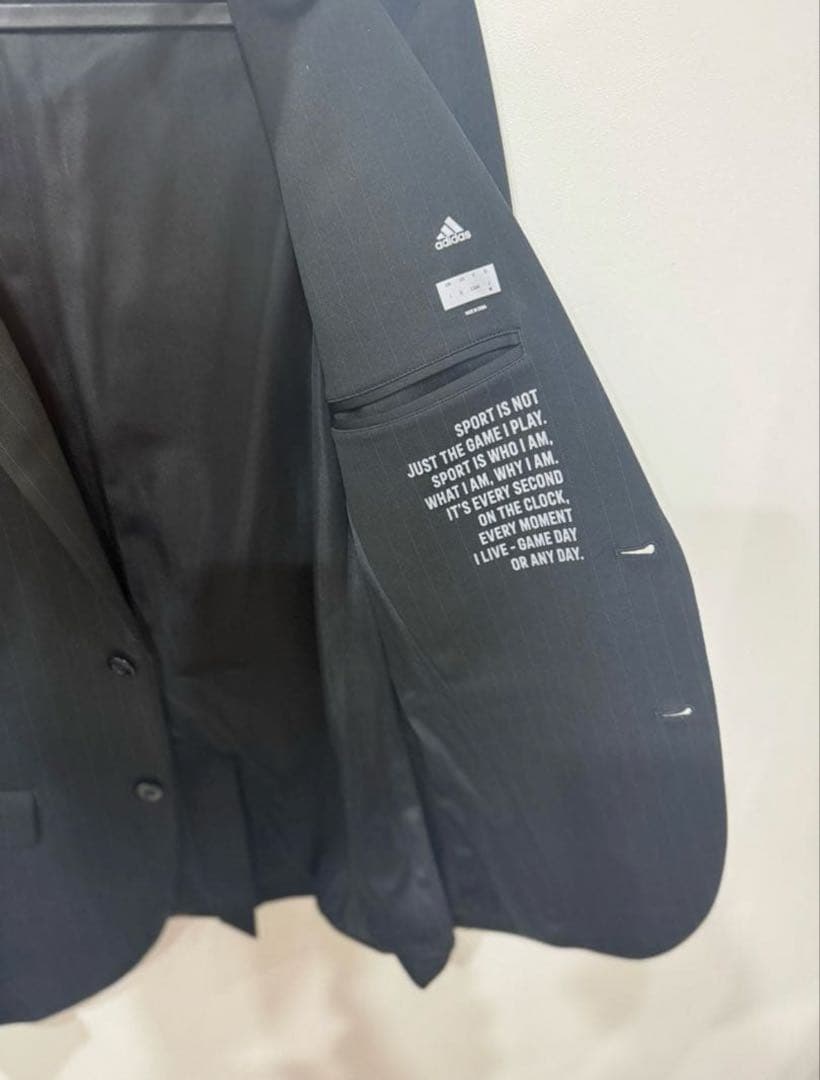 adidas
SPORT IS NOT
JUST THE GAME I PLAY.
SPORT IS WHO I AM,
WHAT I AM, WHY I AM.
IT'S EVERY SECOND
ON THE CLOCK,
EVERY MOMENT
I LIVE - GAME DAY
OR ANY DAY.